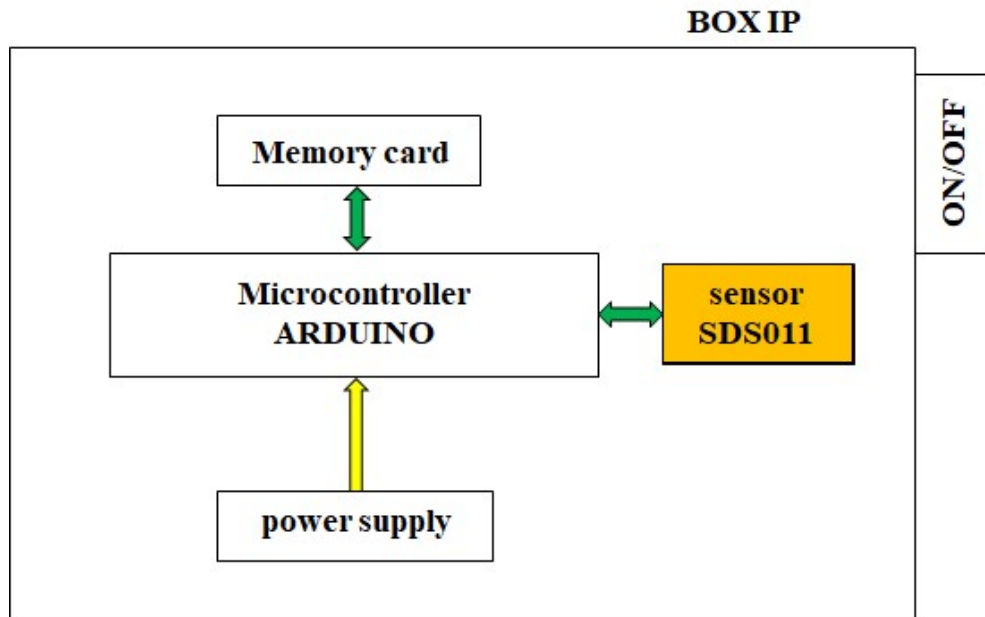 BOX IP
ON/OFF
Memory card
Microcontroller
ARDUINO
sensor
SDS011
power supply